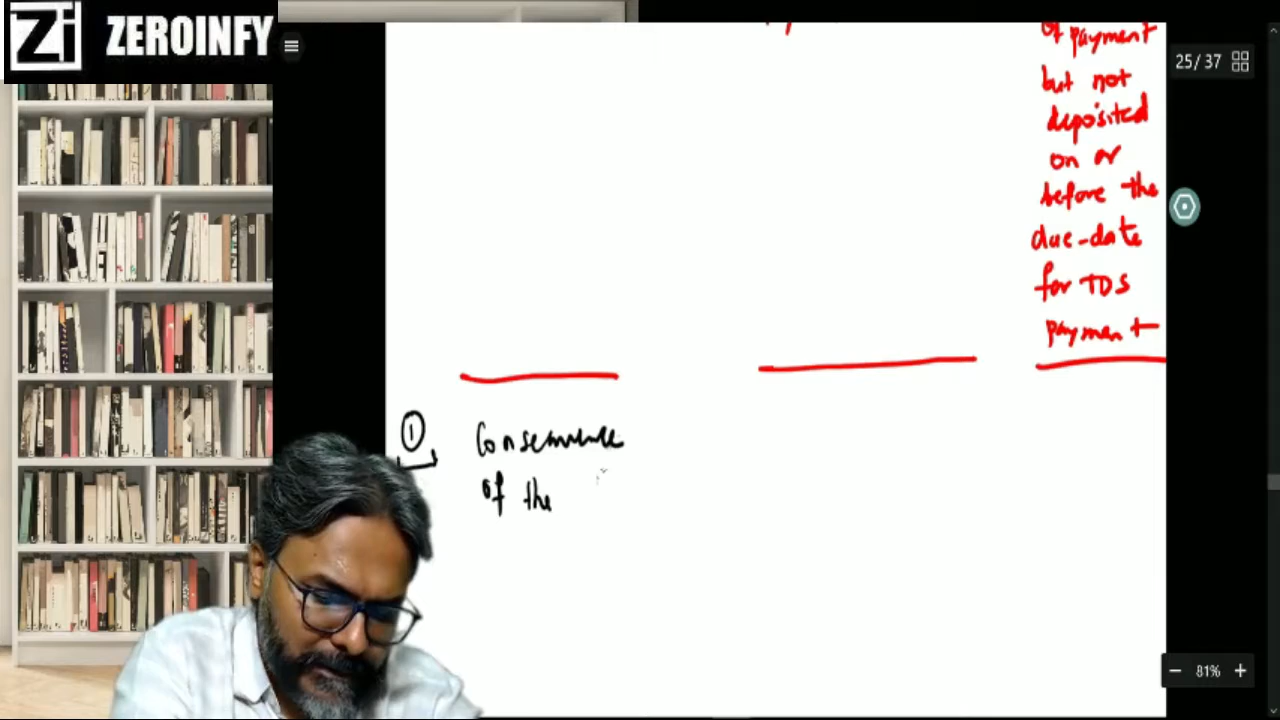 Zi ZEROINFY
25/ 37
of payment
but not
deposited
on or
before the
due-date
for TDS
payment
1
Consequence
of the
81%